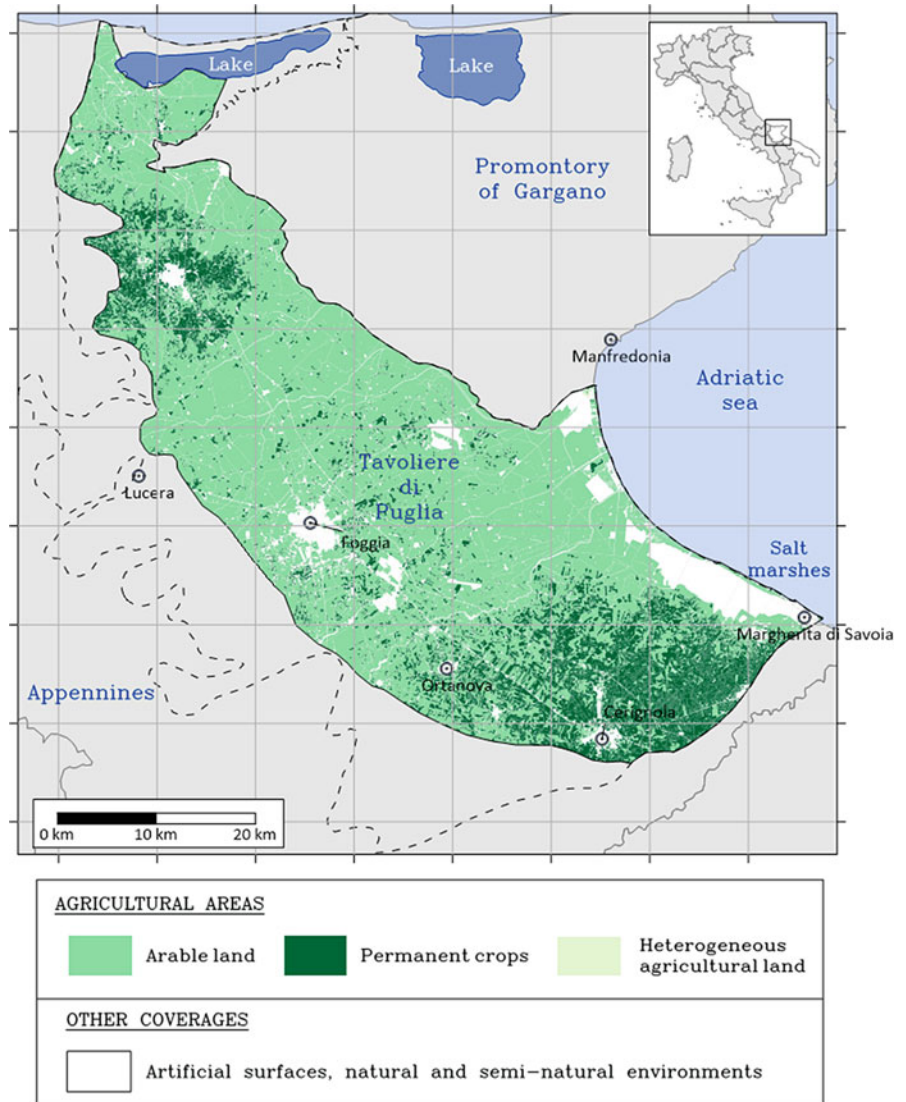 Lake
Lake
Promontory
of Gargano
Manfredonia
Adriatic
sea
Tavoliere
di
Puglia
Lucera
Foggia
Salt
marshes
Margherita di Savoia
Ortanova
Appennines
Cerignola
0 km 10 km 20 km
AGRICULTURAL AREAS
Arable land
Permanent crops
Heterogeneous
agricultural land
OTHER COVERAGES
Artificial surfaces, natural and semi-natural environments